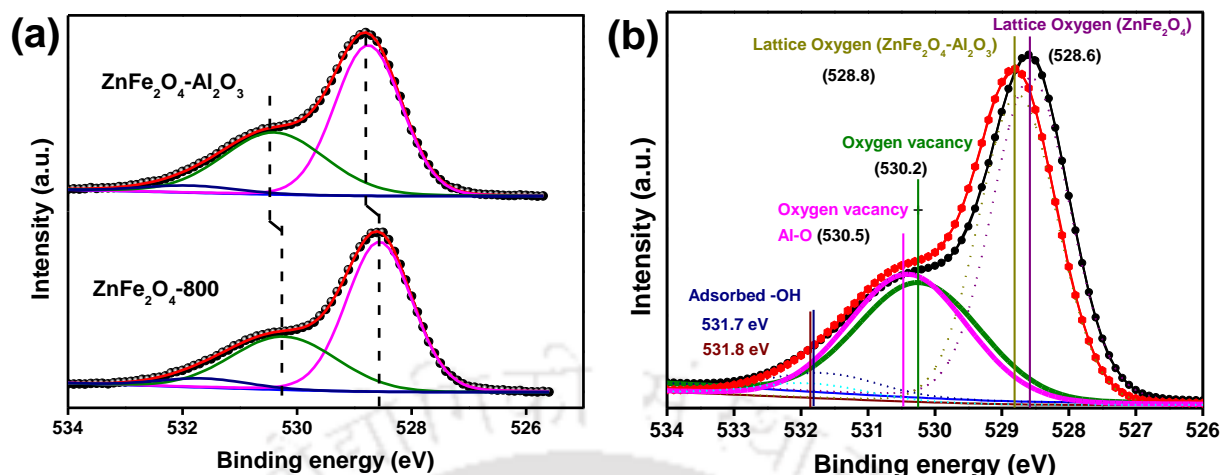 (a)
ZnFe₂O₄-Al₂O₃
ZnFe₂O₄-800
Intensity (a.u.)
534 532 530 528 526
Binding energy (eV)
(b)
Lattice Oxygen (ZnFe₂O₄)
Lattice Oxygen (ZnFe₂O₄-Al₂O₃)
(528.8)
(528.6)
Oxygen vacancy
(530.2)
Oxygen vacancy +
Al-O (530.5)
Adsorbed -OH
531.7 eV
531.8 eV
Intensity (a.u.)
534 533 532 531 530 529 528 527 526
Binding energy (eV)